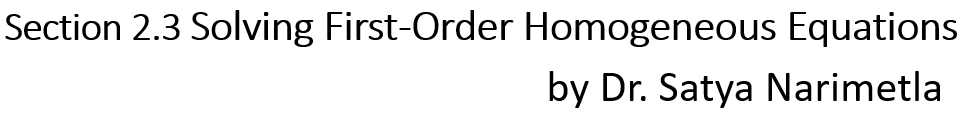 Section 2.3 Solving First-Order Homogeneous Equations
by Dr. Satya Narimetla